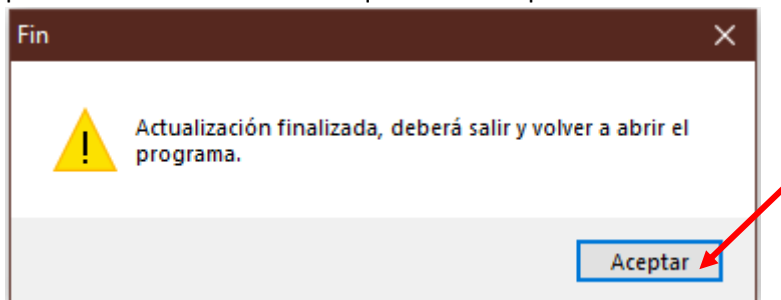 Fin
Actualización finalizada, deberá salir y volver a abrir el
programa.
Aceptar